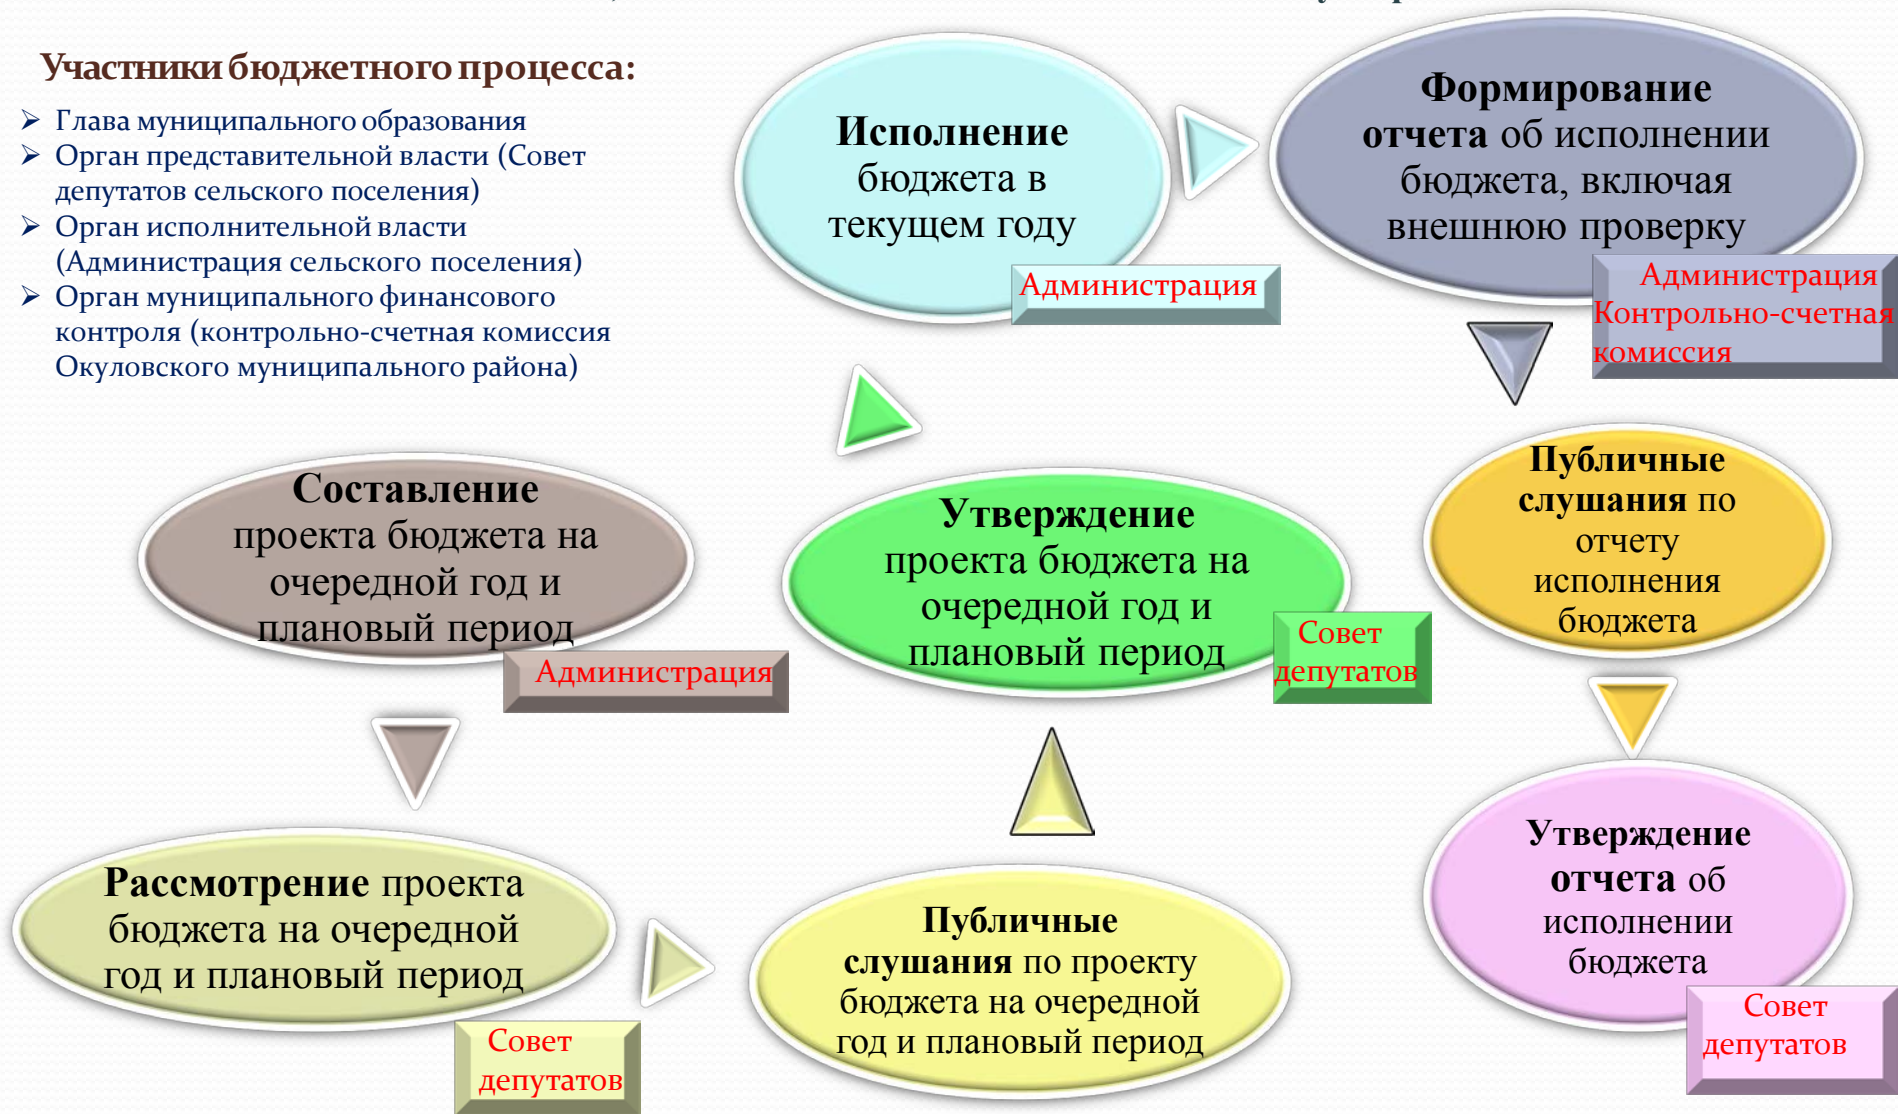 Участники бюджетного процесса:
Глава муниципального образования
Орган представительной власти (Совет
депутатов сельского поселения)
Орган исполнительной власти
(Администрация сельского поселения)
Орган муниципального финансового
контроля (контрольно-счетная комиссия
Окуловского муниципального района)
Исполнение
бюджета в
текущем году
Администрация
Формирование
отчета об исполнении
бюджета, включая
внешнюю проверку
Администрация
Контрольно-счетная
комиссия
Составление
проекта бюджета на
очередной год и
плановый период
Администрация
Утверждение
проекта бюджета на
очередной год и
плановый период
Совет
депутатов
Публичные
слушания по
отчету
исполнения
бюджета
Рассмотрение проекта
бюджета на очередной
год и плановый период
Совет
депутатов
Публичные
слушания по проекту
бюджета на очередной
год и плановый период
Утверждение
отчета об
исполнении
бюджета
Совет
депутатов